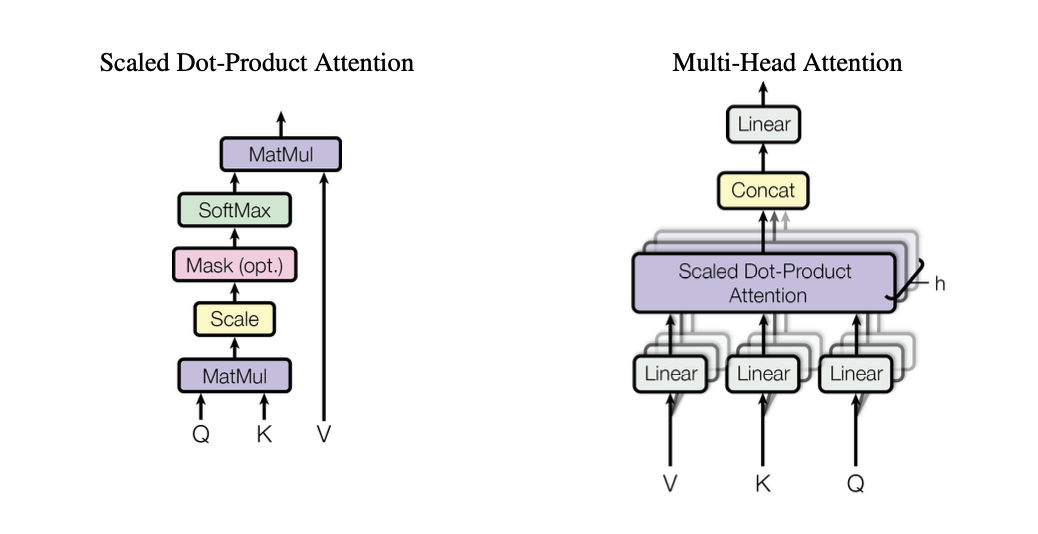 Scaled Dot-Product Attention
MatMul
SoftMax
Mask (opt.)
Scale
MatMul
Q K V
Multi-Head Attention
Linear
Concat
Scaled Dot-Product
Attention
h
Linear Linear Linear
V K Q